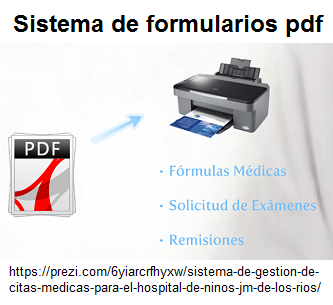 Sistema de formularios pdf
PDF
• Fórmulas Médicas
• Solicitud de Exámenes
• Remisiones
https://prezi.com/6yiarcrfhyxw/sistema-de-gestion-de-
citas-medicas-para-el-hospital-de-ninos-jm-de-los-rios/